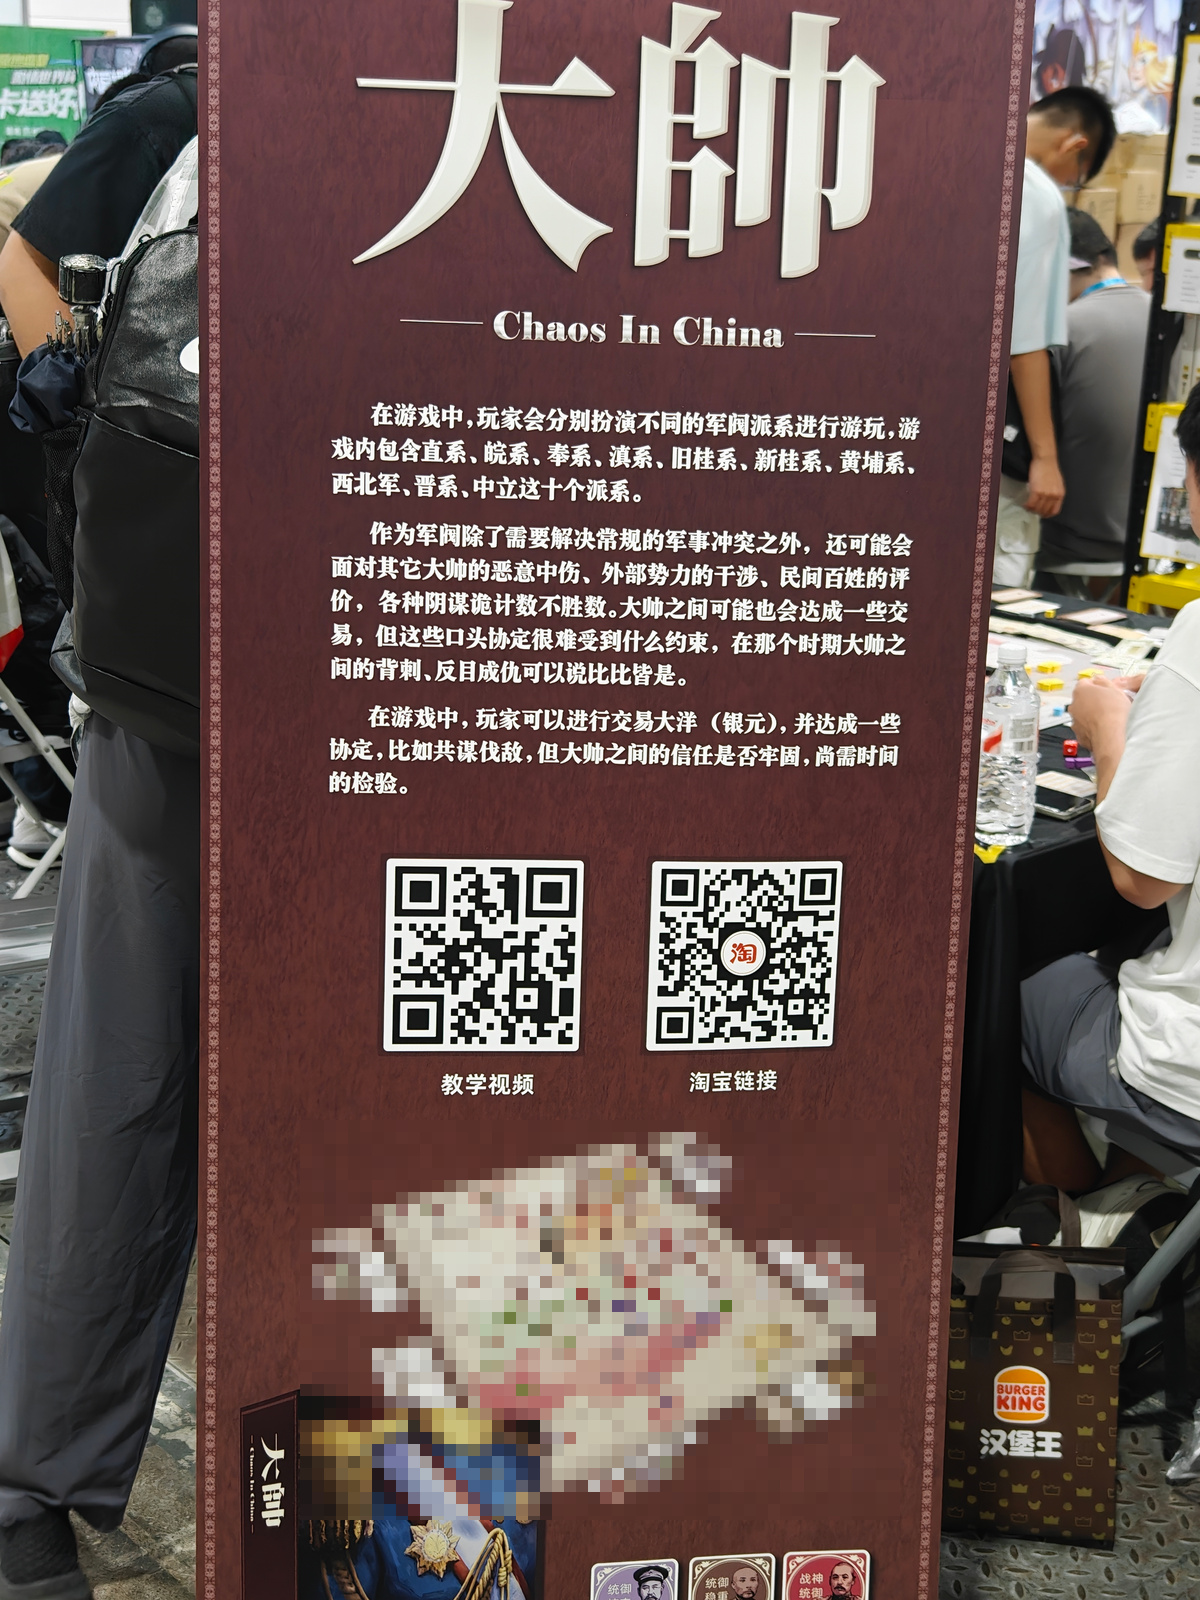 大帥
Chaos In China
在游戏中,玩家会分别扮演不同的军阀派系进行游玩,游
戏内包含直系、皖系、奉系、滇系、旧桂系、新桂系、黄埔系、
西北军、晋系、中立这十个派系。
作为军阀除了需要解决常规的军事冲突之外，还可能会
面对其它大帅的恶意中伤、外部势力的干涉、民间百姓的评
价，各种阴谋诡计数不胜数。大帅之间可能也会达成一些交
易，但这些口头协定很难受到什么约束，在那个时期大帅之
间的背刺、反目成仇可以说比比皆是。
在游戏中，玩家可以进行交易大洋（银元），并达成一些
协定，比如共谋伐敌，但大帅之间的信任是否牢固，尚需时间
的检验。
淘
教学视频
淘宝链接
大帥
Chaos In China
统御
统御
稳重
战神
统御
BURGER
KING
汉堡王
卡送好